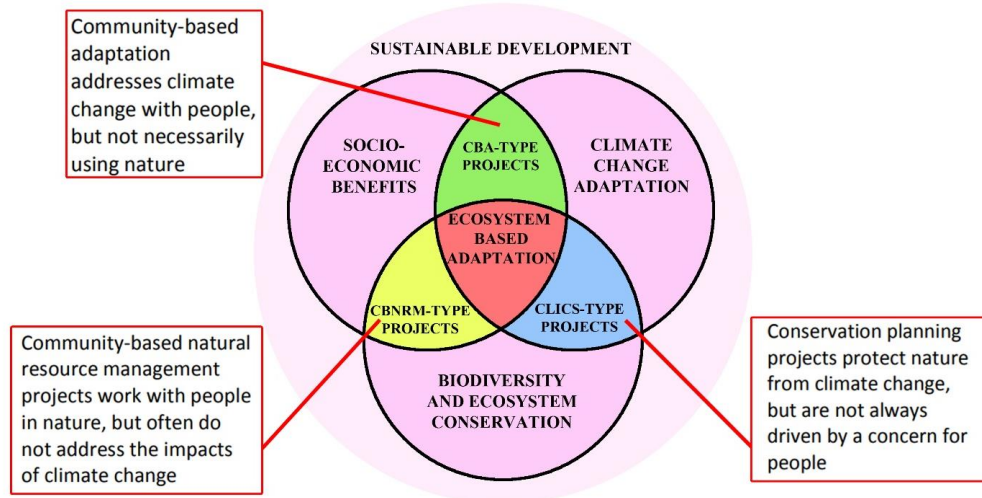 Community-based
adaptation
addresses climate
change with people,
but not necessarily
using nature
SUSTAINABLE DEVELOPMENT
SOCIO-
ECONOMIC
BENEFITS
CBA-TYPE
PROJECTS
CLIMATE
CHANGE
ADAPTATION
ECOSYSTEM
BASED
ADAPTATION
CBNRM-TYPE
PROJECTS
CLICS-TYPE
PROJECTS
BIODIVERSITY
AND ECOSYSTEM
CONSERVATION
Community-based natural
resource management
projects work with people
in nature, but often do
not address the impacts
of climate change
Conservation planning
projects protect nature
from climate change,
but are not always
driven by a concern for
people